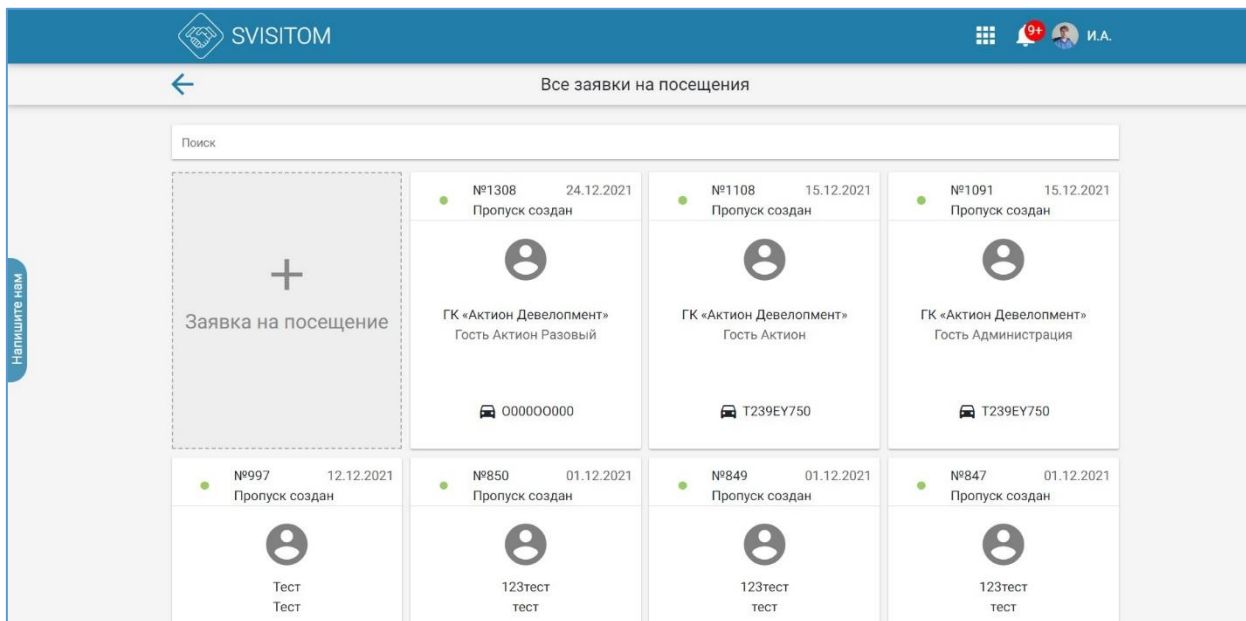 SVISITOM
9+
И.А.
Все заявки на посещения
Поиск
Напишите нам
Заявка на посещение
№1308 24.12.2021
Пропуск создан
ГК «Актион Девелопмент»
Гость Актион Разовый
О000ОО000
№1108 15.12.2021
Пропуск создан
ГК «Актион Девелопмент»
Гость Актион
Т239ЕУ750
№1091 15.12.2021
Пропуск создан
ГК «Актион Девелопмент»
Гость Администрация
Т239ЕУ750
№997 12.12.2021
Пропуск создан
Тест
Тест
№850 01.12.2021
Пропуск создан
123тест
тест
№849 01.12.2021
Пропуск создан
123тест
тест
№847 01.12.2021
Пропуск создан
123тест
тест